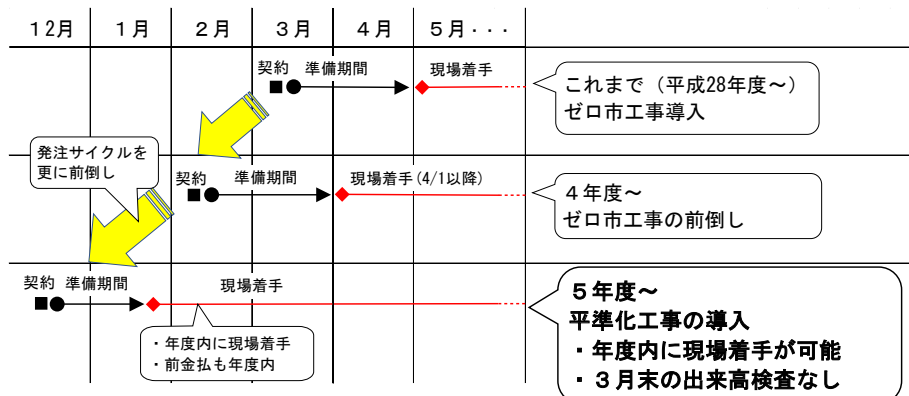 12月 1月 2月 3月 4月 5月・・・
契約 準備期間 現場着手
これまで（平成28年度～）
ゼロ市工事導入
発注サイクルを
更に前倒し
契約 準備期間 現場着手(4/1以降)
４年度～
ゼロ市工事の前倒し
契約 準備期間 現場着手
・年度内に現場着手
・前金払も年度内
５年度～
平準化工事の導入
・年度内に現場着手が可能
・３月末の出来高検査なし